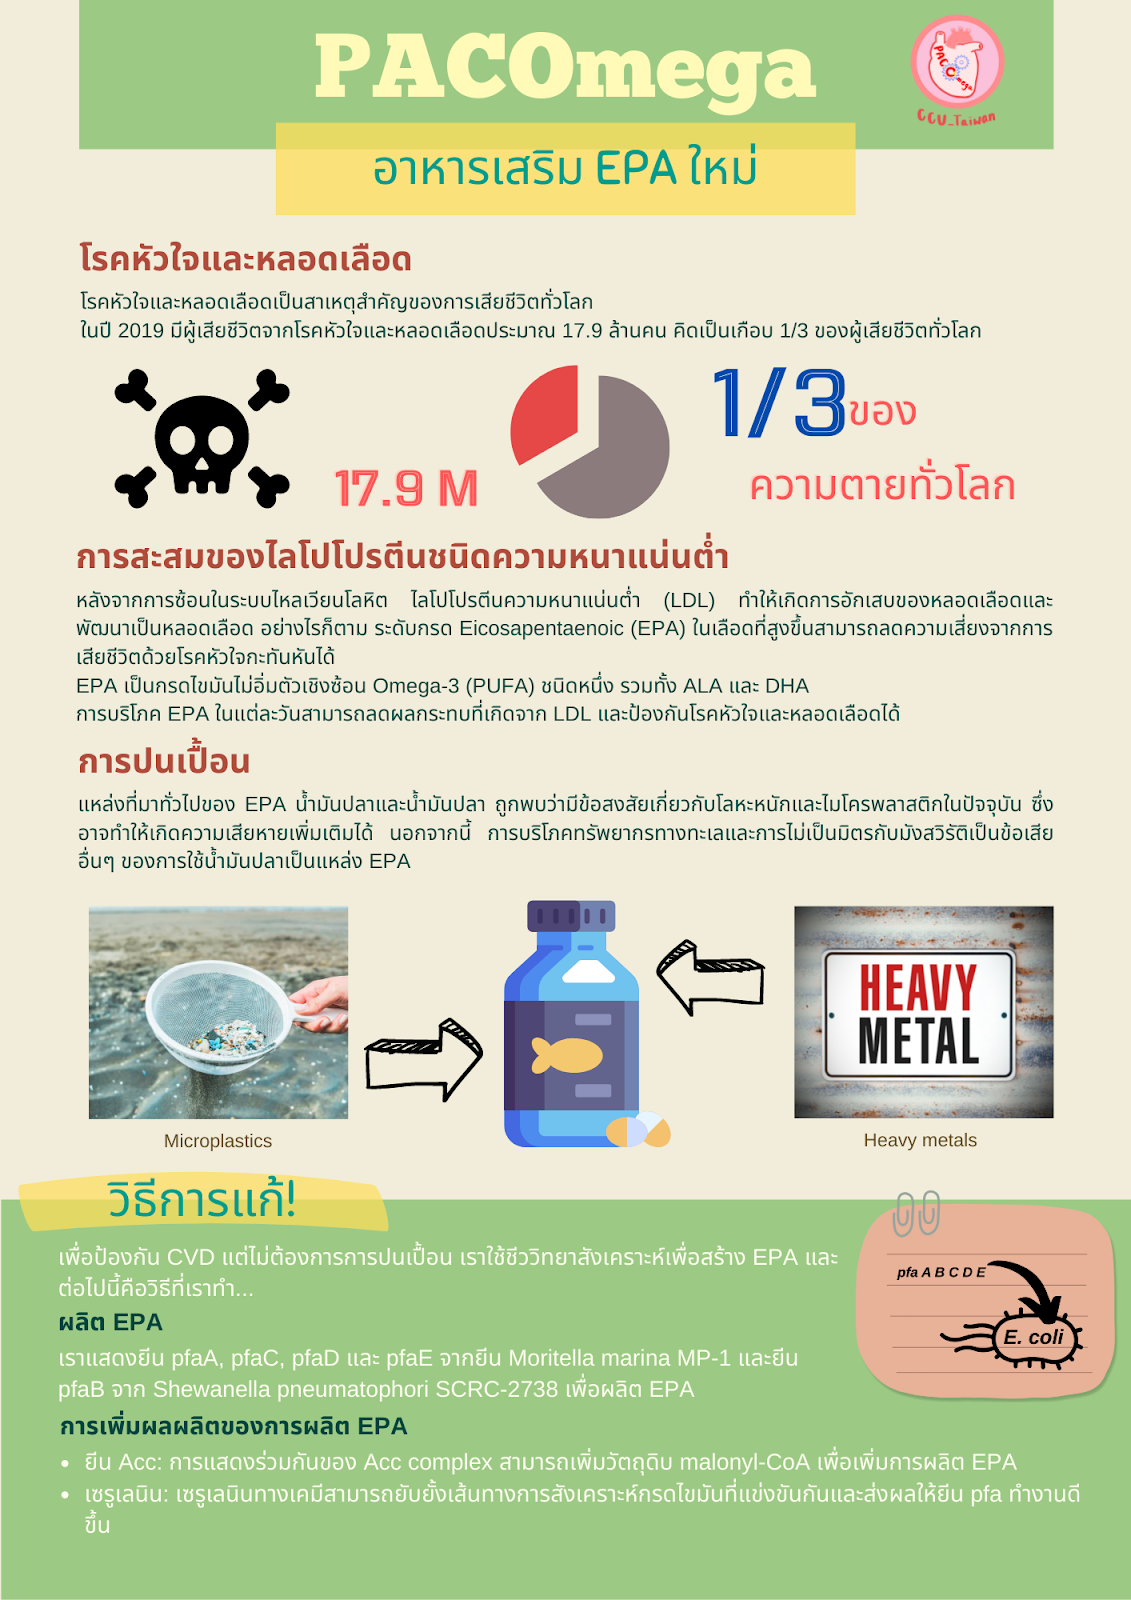 PACOmega
PACOmega
CCU_Taiwan
อาหารเสริม EPA ใหม่
โรคหัวใจและหลอดเลือด
โรคหัวใจและหลอดเลือดเป็นสาเหตุสำคัญของการเสียชีวิตทั่วโลก
ในปี 2019 มีผู้เสียชีวิตจากโรคหัวใจและหลอดเลือดประมาณ 17.9 ล้านคน คิดเป็นเกือบ 1/3 ของผู้เสียชีวิตทั่วโลก
17.9 M
1/3ของ
ความตายทั่วโลก
การสะสมของไลโปโปรตีนชนิดความหนาแน่นต่ำ
หลังจากการซ้อนในระบบไหลเวียนโลหิต ไลโปโปรตีนความหนาแน่นต่ำ (LDL) ทำให้เกิดการอักเสบของหลอดเลือดและ
พัฒนาเป็นหลอดเลือด อย่างไรก็ตาม ระดับกรด Eicosapentaenoic (EPA) ในเลือดที่สูงขึ้นสามารถลดความเสี่ยงจากการ
เสียชีวิตด้วยโรคหัวใจกะทันหันได้
EPA เป็นกรดไขมันไม่อิ่มตัวเชิงซ้อน Omega-3 (PUFA) ชนิดหนึ่ง รวมทั้ง ALA และ DHA
การบริโภค EPA ในแต่ละวันสามารถลดผลกระทบที่เกิดจาก LDL และป้องกันโรคหัวใจและหลอดเลือดได้
การปนเปื้อน
แหล่งที่มาทั่วไปของ EPA น้ำมันปลาและน้ำมันปลา ถูกพบว่ามีข้อสงสัยเกี่ยวกับโลหะหนักและไมโครพลาสติกในปัจจุบัน ซึ่ง
อาจทำให้เกิดความเสียหายเพิ่มเติมได้ นอกจากนี้ การบริโภคทรัพยากรทางทะเลและการไม่เป็นมิตรกับมังสวิรัติเป็นข้อเสีย
อื่นๆ ของการใช้น้ำมันปลาเป็นแหล่ง EPA
HEAVY
METAL
Microplastics
Heavy metals
วิธีการแก้!
เพื่อป้องกัน CVD แต่ไม่ต้องการการปนเปื้อน เราใช้ชีววิทยาสังเคราะห์เพื่อสร้าง EPA และ
ต่อไปนี้คือวิธีที่เราทำ...
pfa A B C D E
E. coli
ผลิต EPA
เราแสดงยีน pfaA, pfaC, pfaD และ pfaE จากยีน Moritella marina MP-1 และยีน
pfaB จาก Shewanella pneumatophori SCRC-2738 เพื่อผลิต EPA
การเพิ่มผลผลิตของการผลิต EPA
• ยีน Acc: การแสดงร่วมกันของ Acc complex สามารถเพิ่มวัตถุดิบ malonyl-CoA เพื่อเพิ่มการผลิต EPA
• เซรูเลนิน: เซรูเลนินทางเคมีสามารถยับยั้งเส้นทางการสังเคราะห์กรดไขมันที่แข่งขันกันและส่งผลให้ยีน pfa ทำงานดี
ขึ้น